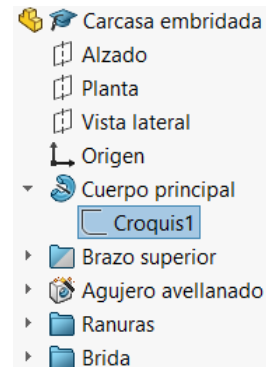 Carcasa embridada
Alzado
Planta
Vista lateral
Origen
Cuerpo principal
Croquis1
Brazo superior
Agujero avellanado
Ranuras
Brida